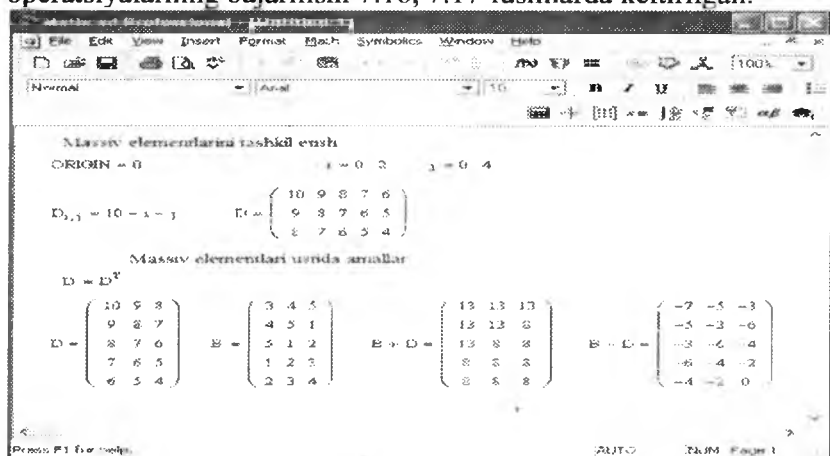 operatsiyalarining bajarilishi 7.16, 7.17 rasmlarda keltirilgan.
Mathcad Professional
File Edit View Insert Format Math Symbolics Window Help
100%
Normal Arial 10 B I U
Massiv elementlarini tashkil etish
ORIGIN = 0 i = 0 2 j = 0 4
D i,j = 10 - i - j D =
10 9 8 7 6
9 8 7 6 5
8 7 6 5 4
Massiv elementlari ustida amallar
D = D^T
D = B = B + D = B - D =
10 9 8 3 4 5 13 13 13 -7 -5 -3
9 8 7 4 5 1 13 13 8 -5 -3 -6
8 7 6 5 1 2 13 8 8 -3 -6 -4
7 6 5 1 2 3 8 8 8 -6 -4 -2
6 5 4 2 3 4 8 8 8 -4 -2 0
Press F1 for help. AUTO NUM Page 1